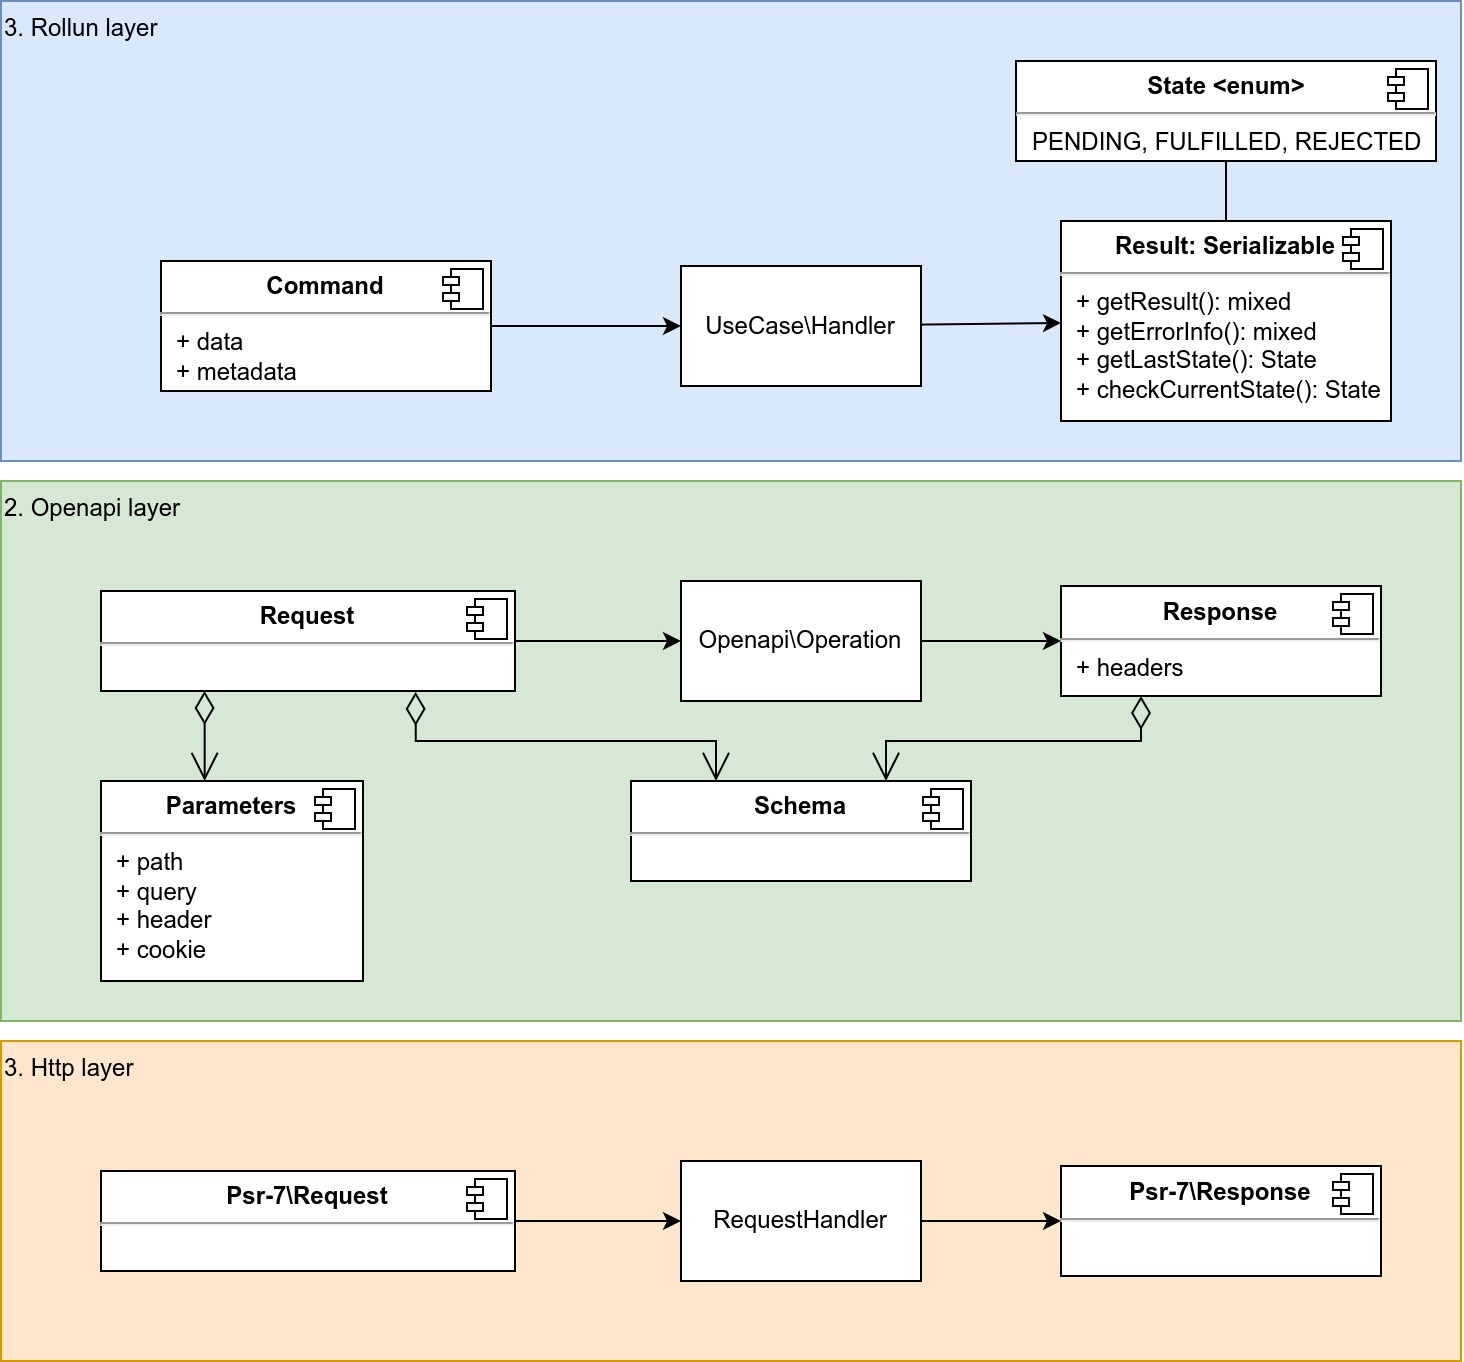 3. Rollun layer
State <enum>
PENDING, FULFILLED, REJECTED
Command
+ data
+ metadata
UseCase\Handler
Result: Serializable
+ getResult(): mixed
+ getErrorInfo(): mixed
+ getLastState(): State
+ checkCurrentState(): State
2. Openapi layer
Request
Openapi\Operation
Response
+ headers
Parameters
+ path
+ query
+ header
+ cookie
Schema
3. Http layer
Psr-7\Request
RequestHandler
Psr-7\Response